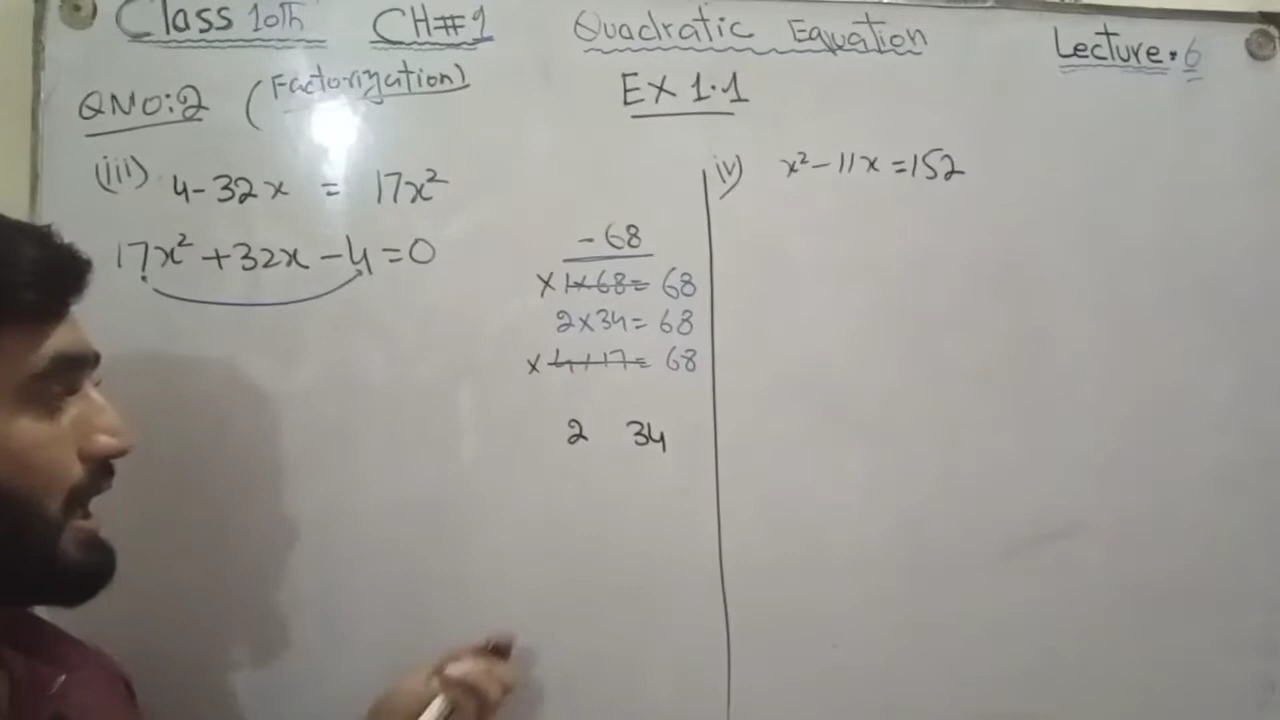 Class 10th CH#1 Quadratic Equation Lecture.6
QNO:2 (Factorization) EX 1.1
(iii) 4-32x = 17x²
17x²+32x-4=0
-68
×1×68= 68
2×34= 68
×4×17= 68
2 34
iv) x²-11x=152